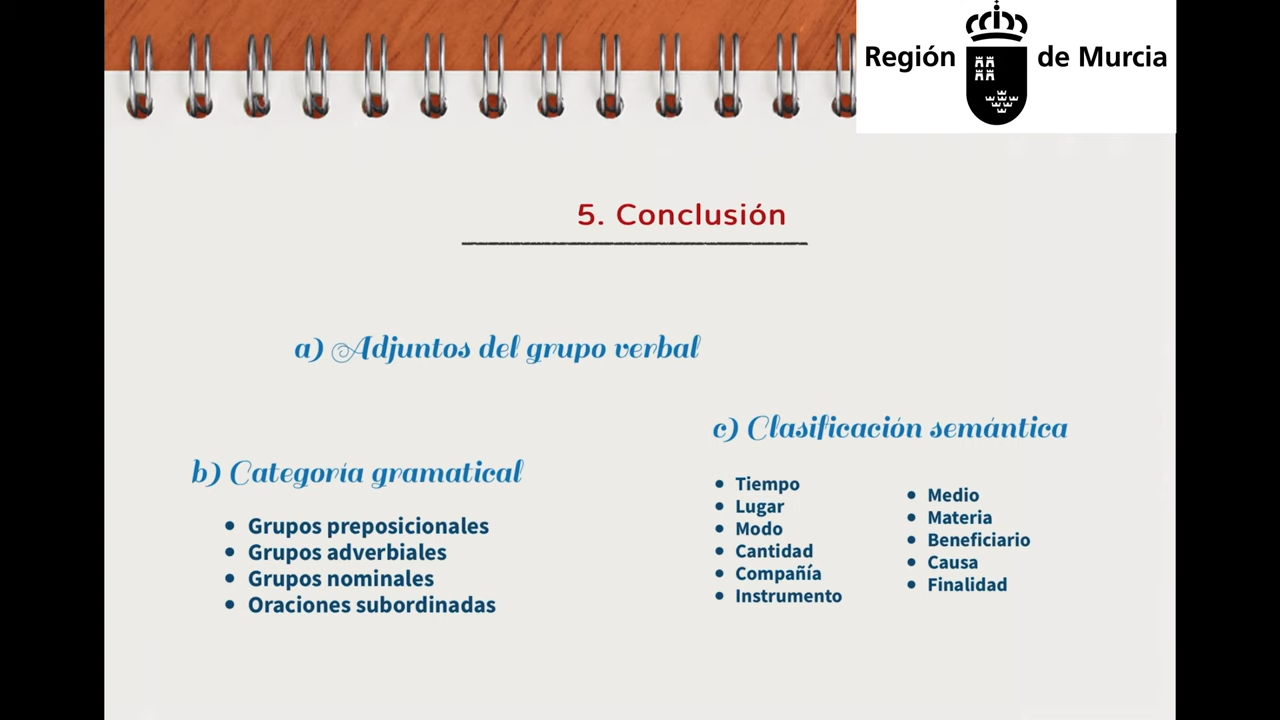 Región de Murcia
5. Conclusión
a) Adjuntos del grupo verbal
b) Categoría gramatical
• Grupos preposicionales
• Grupos adverbiales
• Grupos nominales
• Oraciones subordinadas
c) Clasificación semántica
• Tiempo
• Lugar
• Modo
• Cantidad
• Compañía
• Instrumento
• Medio
• Materia
• Beneficiario
• Causa
• Finalidad